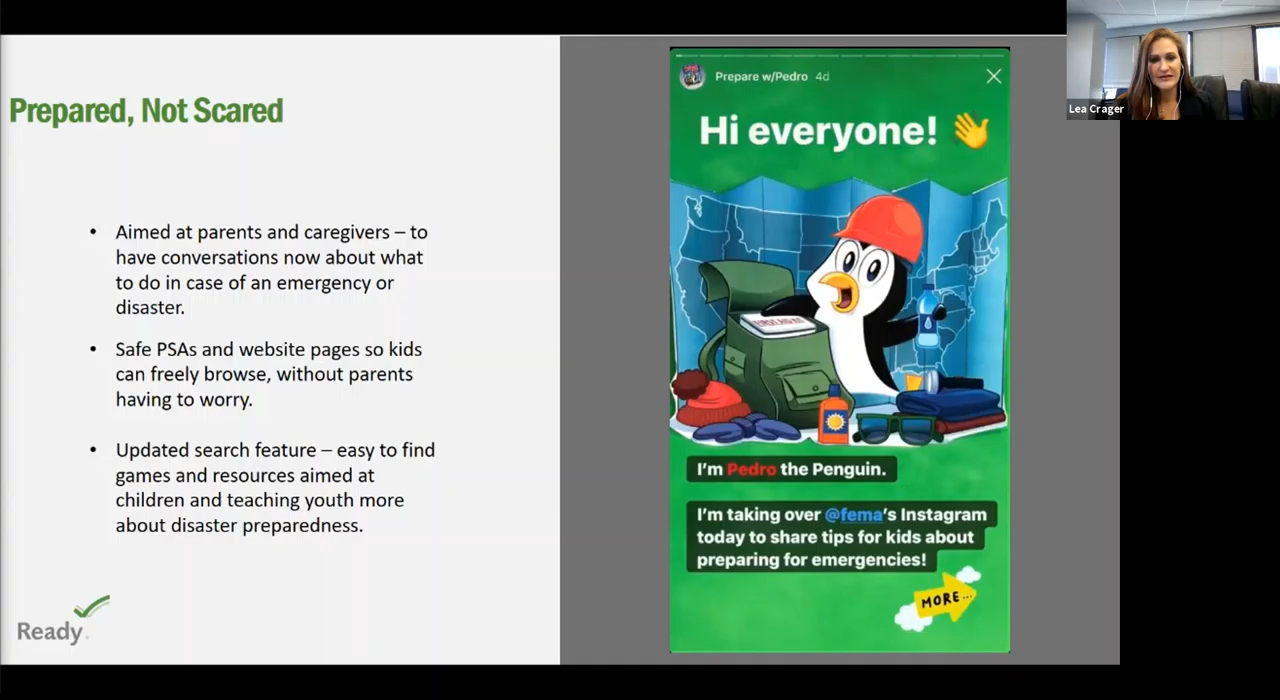 Prepared, Not Scared
• Aimed at parents and caregivers – to
have conversations now about what
to do in case of an emergency or
disaster.
• Safe PSAs and website pages so kids
can freely browse, without parents
having to worry.
• Updated search feature – easy to find
games and resources aimed at
children and teaching youth more
about disaster preparedness.
Ready.
Prepare w/Pedro 4d
Hi everyone! 👋
FIRST AID KIT
I'm Pedro the Penguin.
I'm taking over @fema's Instagram
today to share tips for kids about
preparing for emergencies!
MORE...
Lea Crager